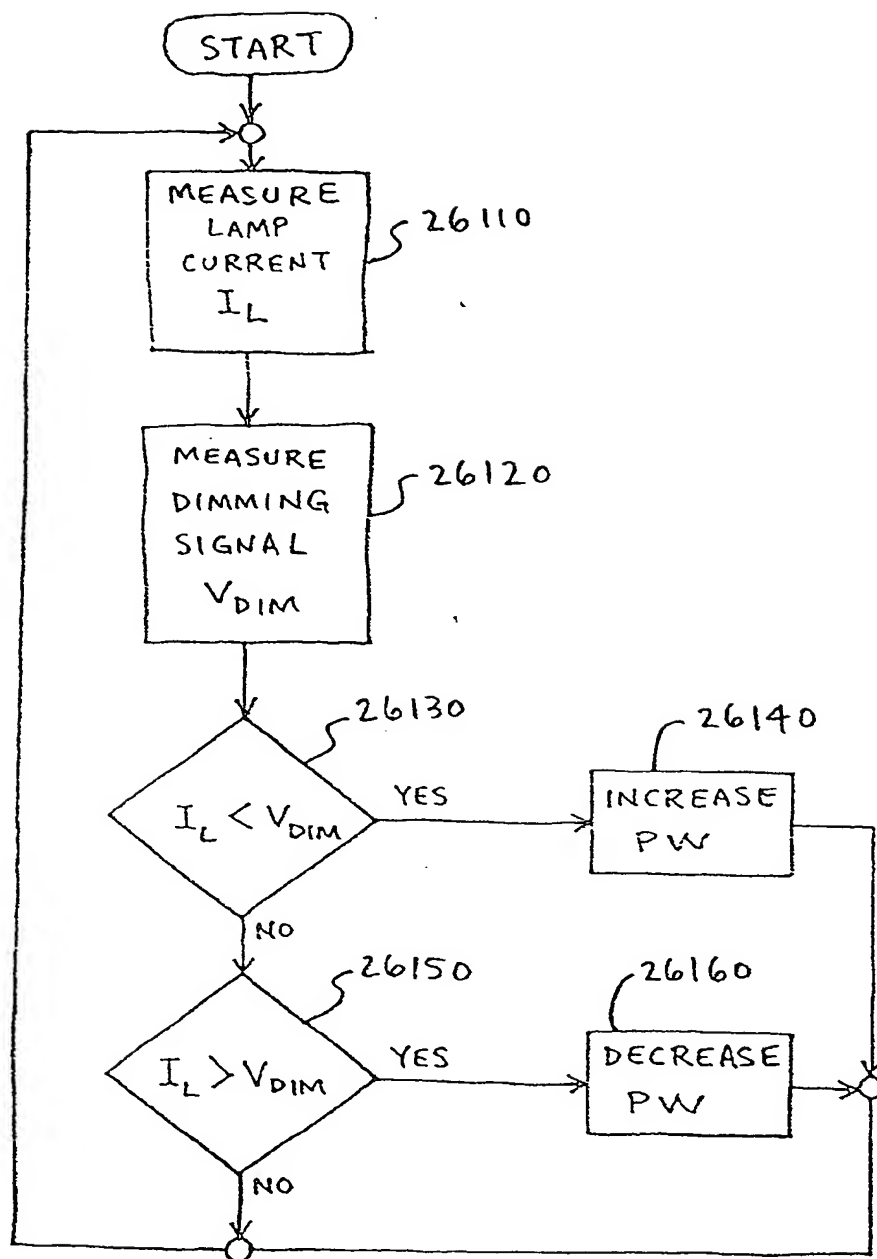 START
MEASURE
LAMP
CURRENT
I_L
26110
MEASURE
DIMMING
SIGNAL
V_DIM
26120
26130
I_L < V_DIM
YES
26140
INCREASE
PW
NO
26150
I_L > V_DIM
YES
26160
DECREASE
PW
NO